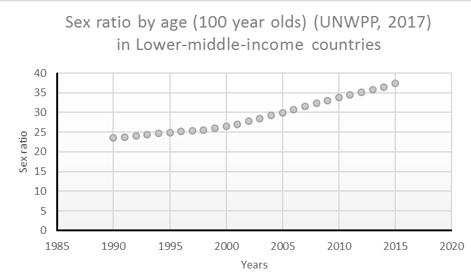 Sex ratio by age (100 year olds) (UNWPP, 2017)
in Lower-middle-income countries
40
35
30
25
20
15
10
5
0
Sex ratio
1985 1990 1995 2000 2005 2010 2015 2020
Years